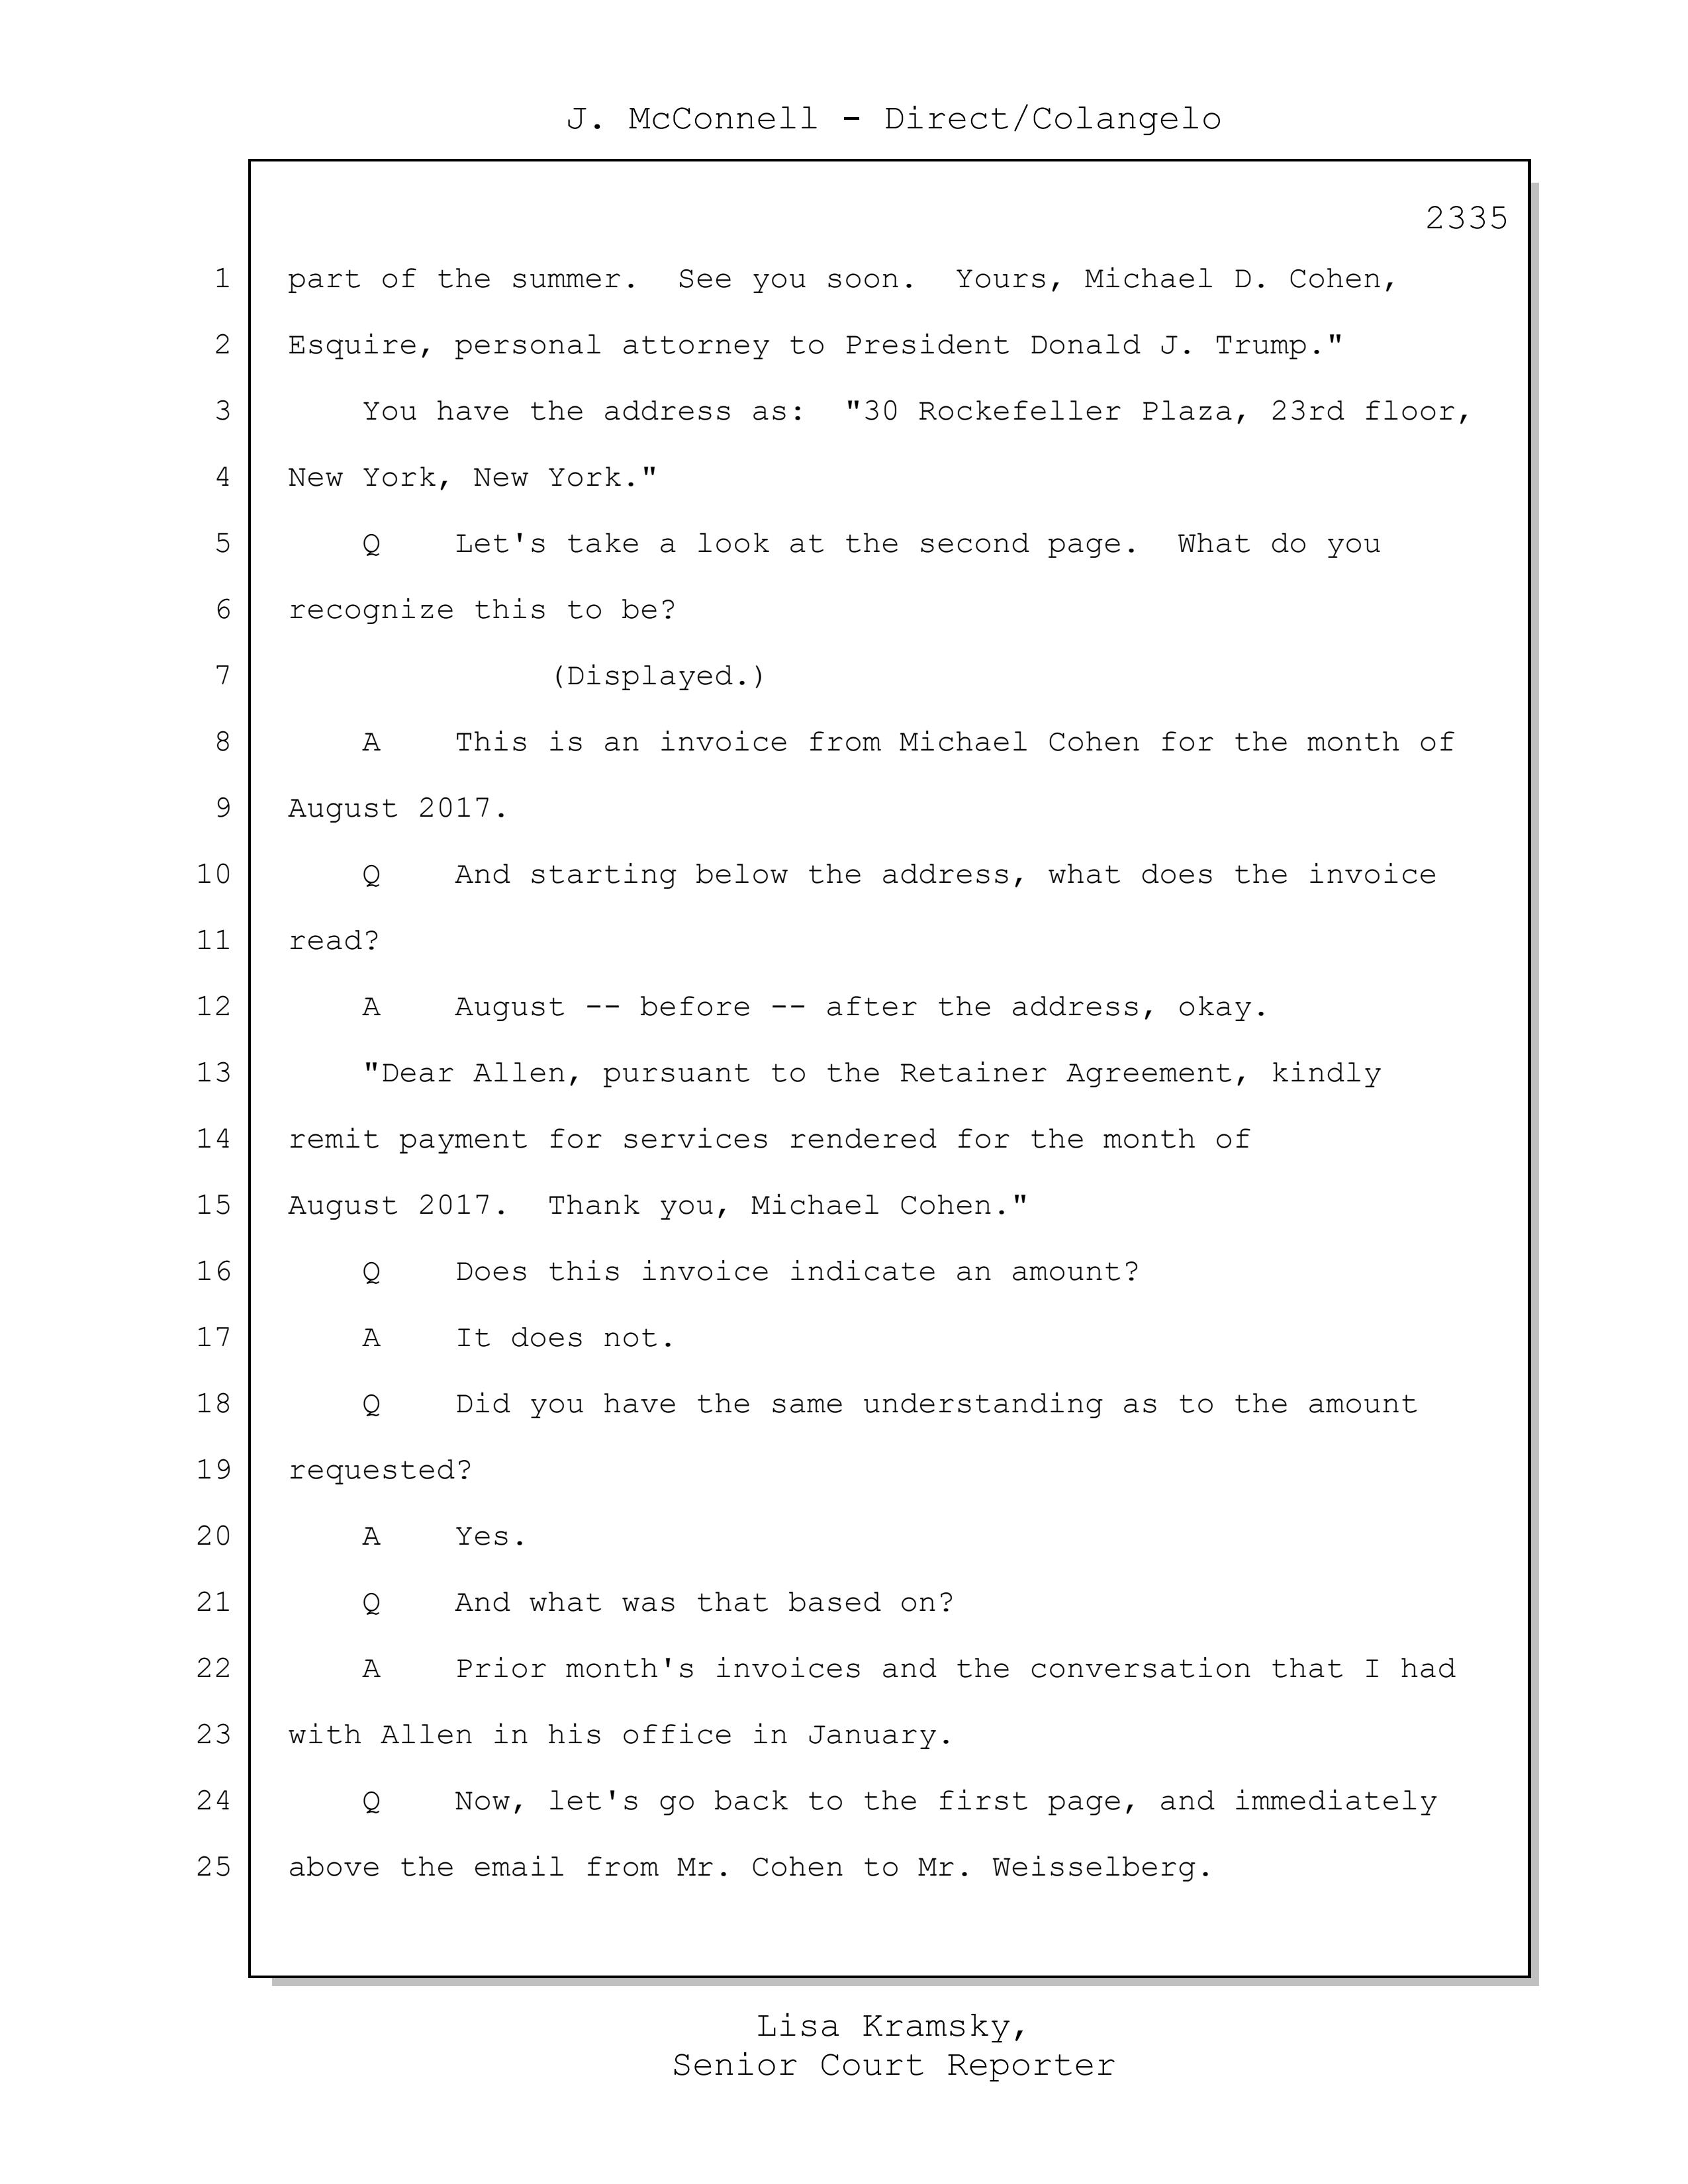 J. McConnell - Direct/Colangelo
2335
1 part of the summer. See you soon. Yours, Michael D. Cohen,
2 Esquire, personal attorney to President Donald J. Trump."
3 You have the address as: "30 Rockefeller Plaza, 23rd floor,
4 New York, New York."
5 Q Let's take a look at the second page. What do you
6 recognize this to be?
7 (Displayed.)
8 A This is an invoice from Michael Cohen for the month of
9 August 2017.
10 Q And starting below the address, what does the invoice
11 read?
12 A August -- before -- after the address, okay.
13 "Dear Allen, pursuant to the Retainer Agreement, kindly
14 remit payment for services rendered for the month of
15 August 2017. Thank you, Michael Cohen."
16 Q Does this invoice indicate an amount?
17 A It does not.
18 Q Did you have the same understanding as to the amount
19 requested?
20 A Yes.
21 Q And what was that based on?
22 A Prior month's invoices and the conversation that I had
23 with Allen in his office in January.
24 Q Now, let's go back to the first page, and immediately
25 above the email from Mr. Cohen to Mr. Weisselberg.
Lisa Kramsky,
Senior Court Reporter